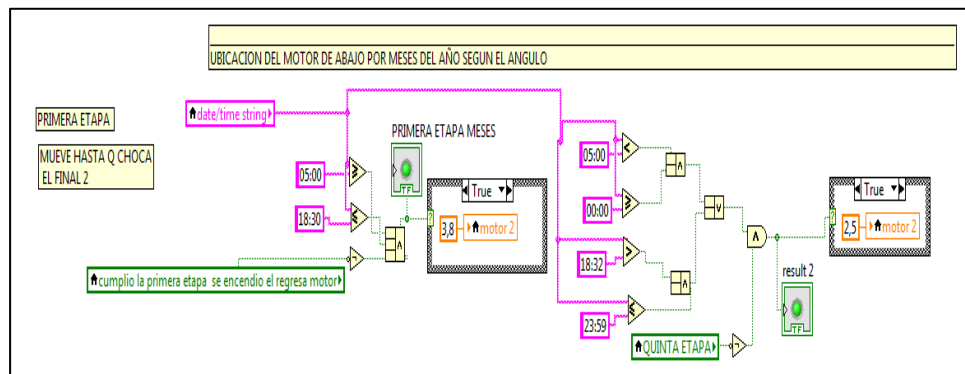 UBICACION DEL MOTOR DE ABAJO POR MESES DEL AÑO SEGUN EL ANGULO
PRIMERA ETAPA
MUEVE HASTA Q CHOCA
EL FINAL 2
date/time string
PRIMERA ETAPA MESES
05:00
18:30
cumplio la primera etapa se encendio el regresa motor
True
3,8
motor 2
TF
05:00
00:00
18:32
23:59
QUINTA ETAPA
True
2,5
motor 2
result 2
TF